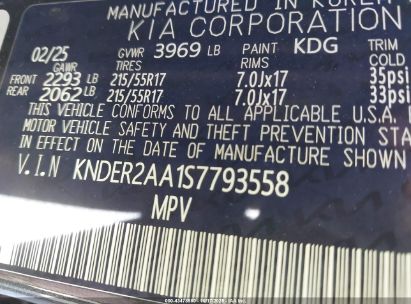 MANUFACTURED IN KOREA
KIA CORPORATION
02/25 GVWR 3969 LB PAINT KDG TRIM
GAWR TIRES RIMS COLD
FRONT 2293 LB 215/55R17 7.0Jx17 35psi
REAR 2062 LB 215/55R17 7.0Jx17 33psi
THIS VEHICLE CONFORMS TO ALL APPLICABLE U.S.A.
MOTOR VEHICLE SAFETY AND THEFT PREVENTION STA
IN EFFECT ON THE DATE OF MANUFACTURE SHOWN
V.I.N KNDER2AA1S7793558
MPV